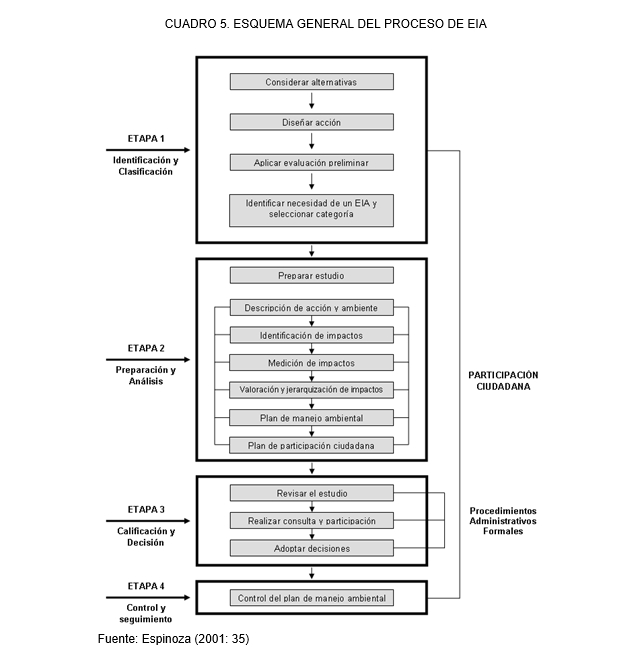 CUADRO 5. ESQUEMA GENERAL DEL PROCESO DE EIA
ETAPA 1
Identificación y
Clasificación
Considerar alternativas
Diseñar acción
Aplicar evaluación preliminar
Identificar necesidad de un EIA y
seleccionar categoría
ETAPA 2
Preparación y
Análisis
Preparar estudio
Descripción de acción y ambiente
Identificación de impactos
Medición de impactos
Valoración y jerarquización de impactos
Plan de manejo ambiental
Plan de participación ciudadana
PARTICIPACIÓN
CIUDADANA
ETAPA 3
Calificación y
Decisión
Revisar el estudio
Realizar consulta y participación
Adoptar decisiones
Procedimientos
Administrativos
Formales
ETAPA 4
Control y
seguimiento
Control del plan de manejo ambiental
Fuente: Espinoza (2001: 35)